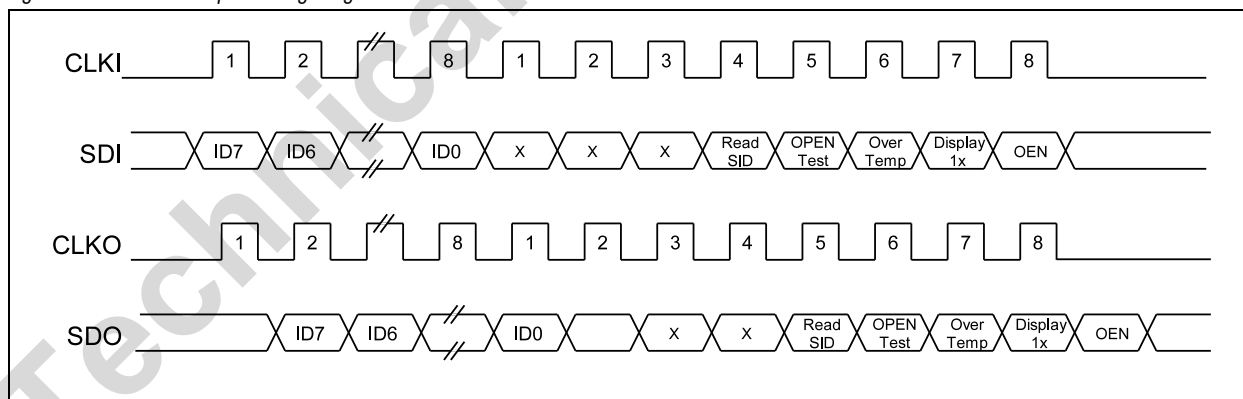 CLKI 1 2 8 1 2 3 4 5 6 7 8
SDI ID7 ID6 ID0 X X X Read SID OPEN Test Over Temp Display 1x OEN
CLKO 1 2 8 1 2 3 4 5 6 7 8
SDO ID7 ID6 ID0 X X Read SID OPEN Test Over Temp Display 1x OEN
Technica